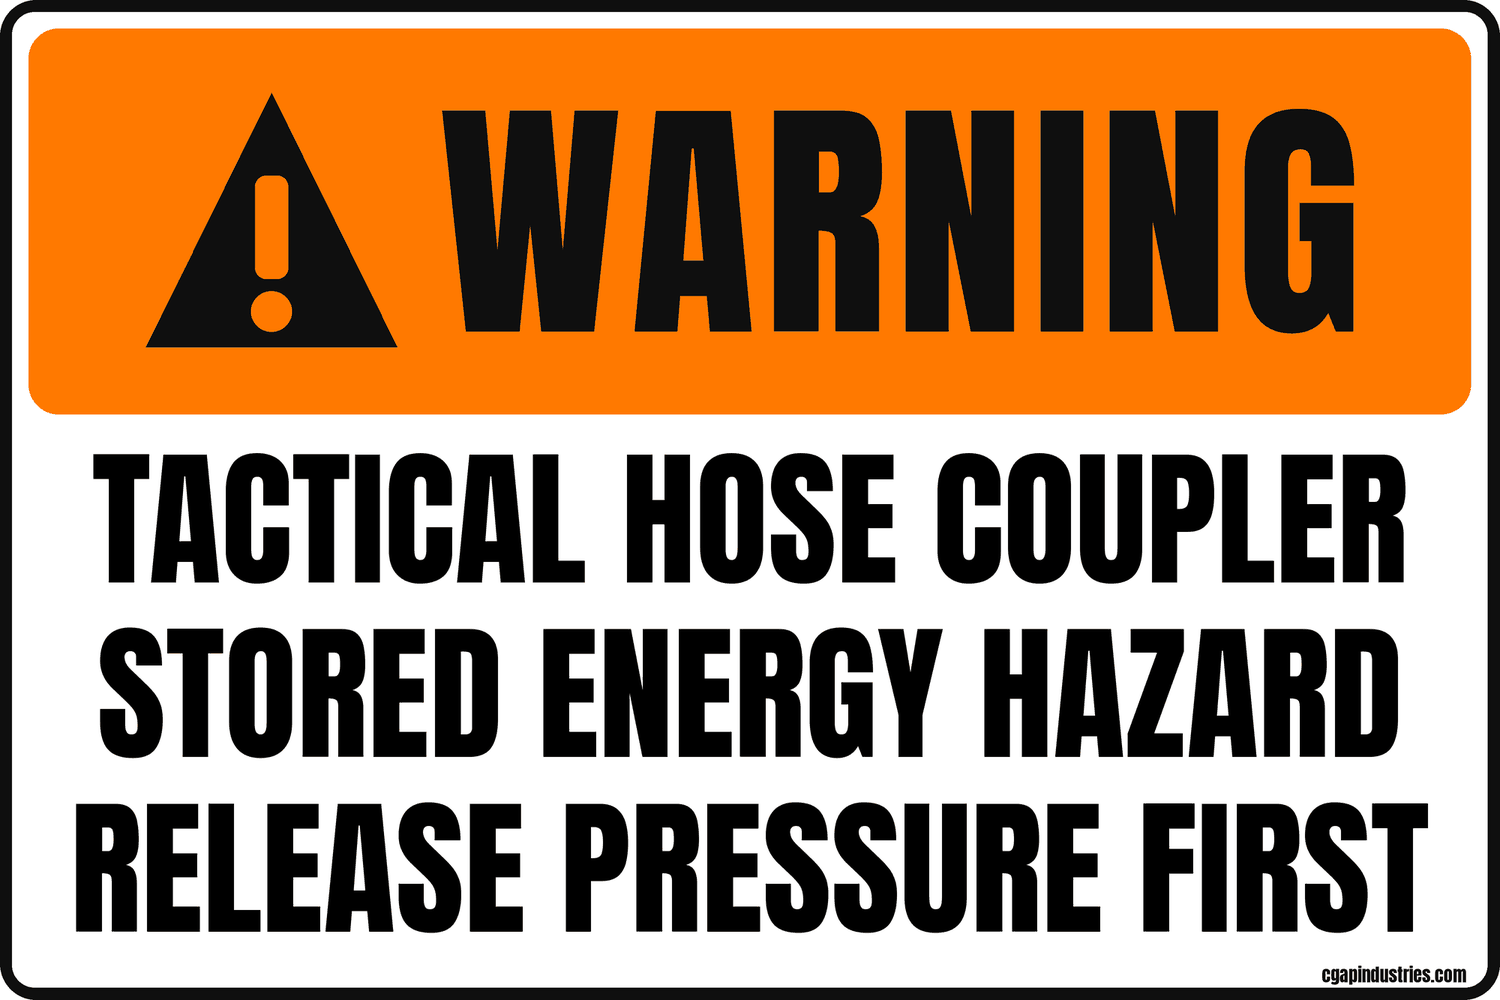 WARNING
TACTICAL HOSE COUPLER
STORED ENERGY HAZARD
RELEASE PRESSURE FIRST
cgapindustries.com